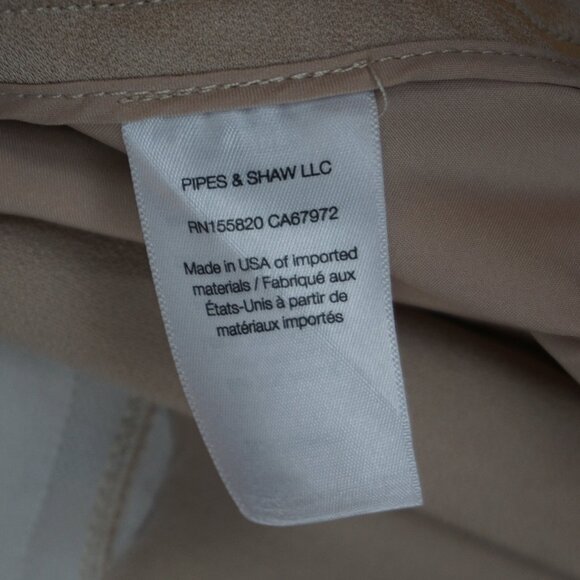 PIPES & SHAW LLC
RN155820 CA67972
Made in USA of imported
materials / Fabriqué aux
États-Unis à partir de
matériaux importés